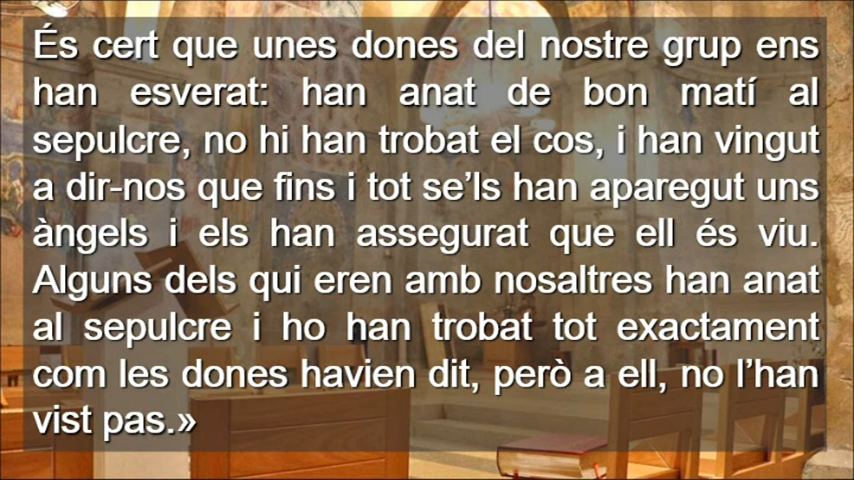 És cert que unes dones del nostre grup ens
han esverat: han anat de bon matí al
sepulcre, no hi han trobat el cos, i han vingut
a dir-nos que fins i tot se’ls han aparegut uns
àngels i els han assegurat que ell és viu.
Alguns dels qui eren amb nosaltres han anat
al sepulcre i ho han trobat tot exactament
com les dones havien dit, però a ell, no l’han
vist pas.»